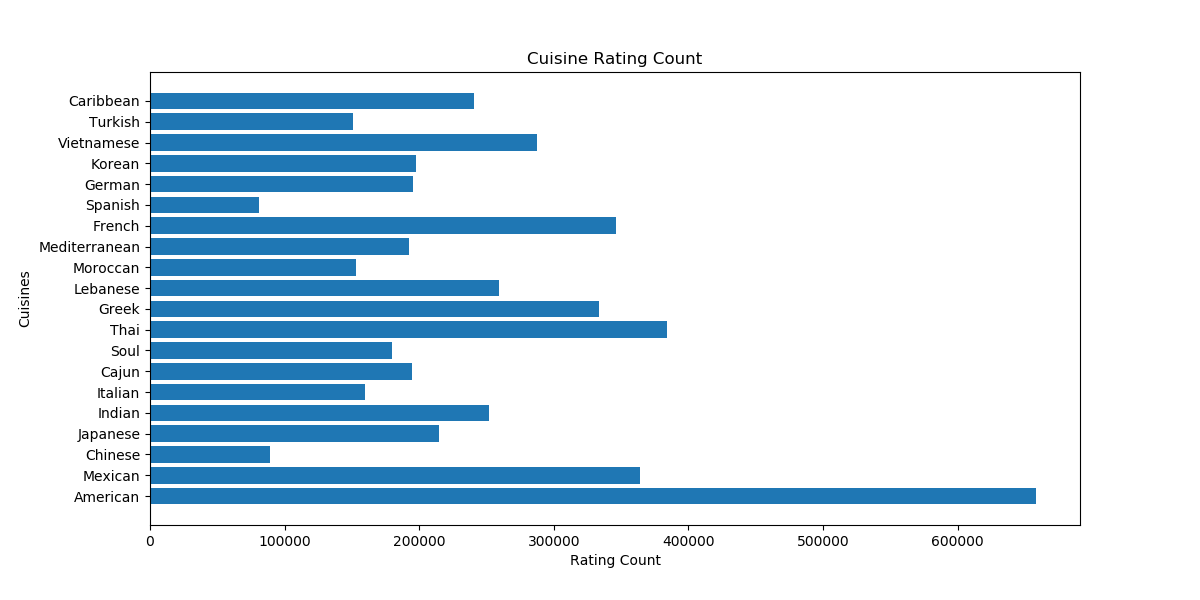 Cuisine Rating Count
Caribbean
Turkish
Vietnamese
Korean
German
Spanish
French
Mediterranean
Moroccan
Lebanese
Greek
Thai
Soul
Cajun
Italian
Indian
Japanese
Chinese
Mexican
American
Cuisines
0 100000 200000 300000 400000 500000 600000
Rating Count